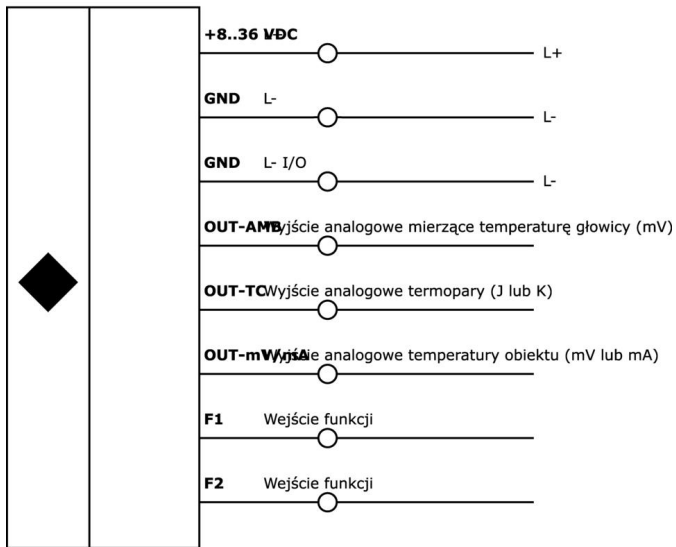 +8..36 VDC L+
L+
GND L-
L-
GND L- I/O
L-
OUT-AMB Wyjście analogowe mierzące temperaturę głowicy (mV)
OUT-TC Wyjście analogowe termopary (J lub K)
OUT-mV/mA Wyjście analogowe temperatury obiektu (mV lub mA)
F1 Wejście funkcji
F2 Wejście funkcji